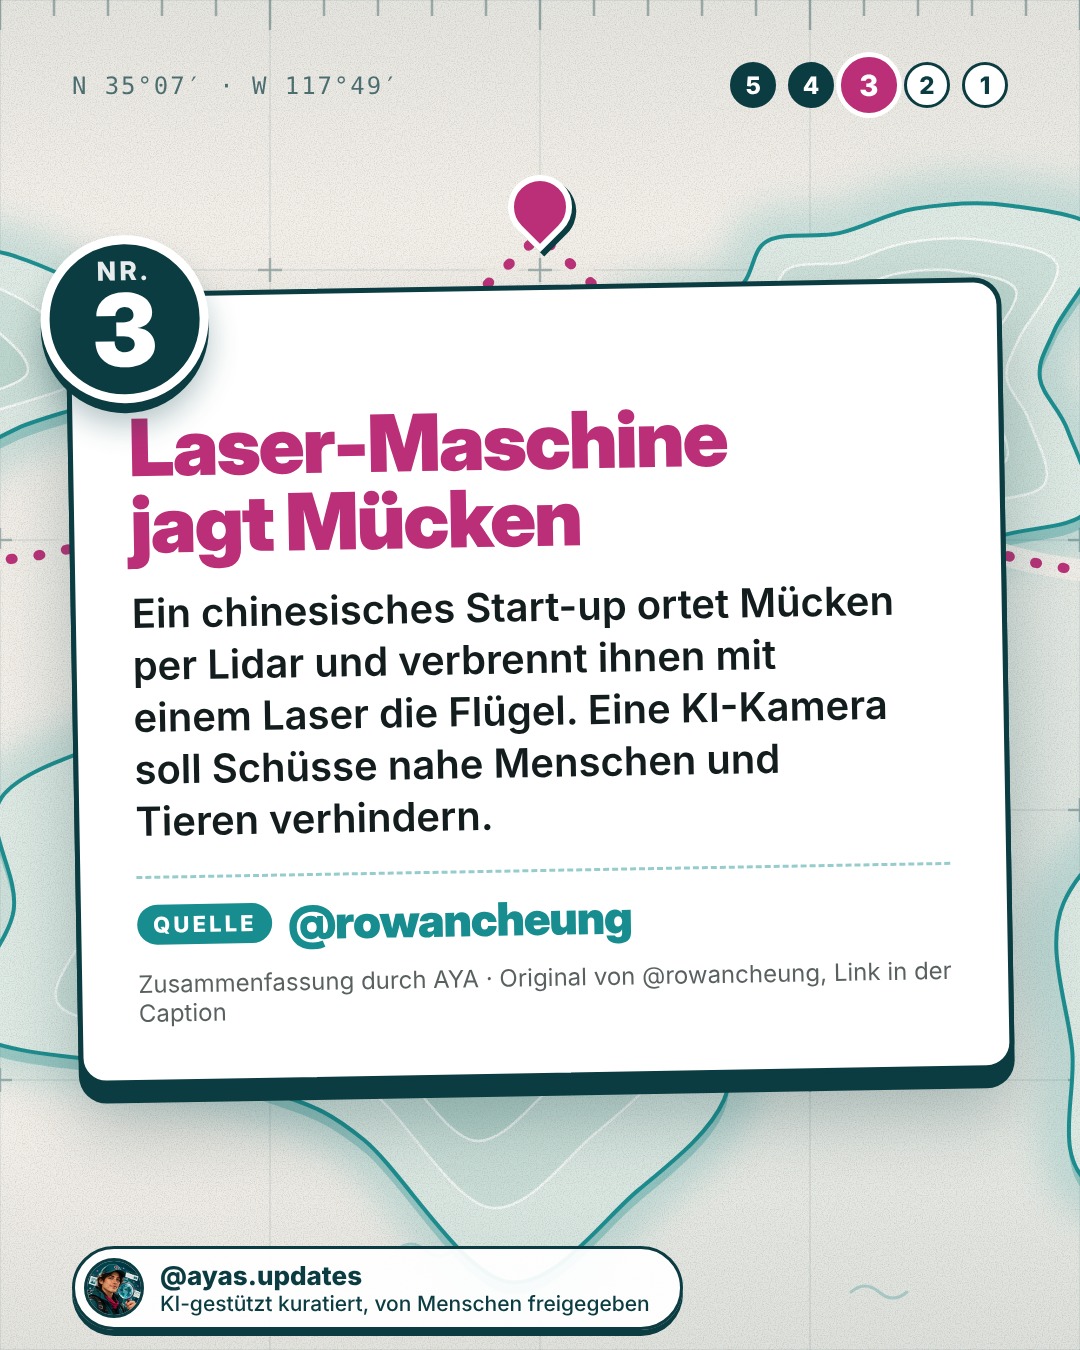 N 35°07′ · W 117°49′
5 4 3 2 1
NR.
3
Laser-Maschine
jagt Mücken
Ein chinesisches Start-up ortet Mücken
per Lidar und verbrennt ihnen mit
einem Laser die Flügel. Eine KI-Kamera
soll Schüsse nahe Menschen und
Tieren verhindern.
QUELLE @rowancheung
Zusammenfassung durch AYA · Original von @rowancheung, Link in der
Caption
@ayas.updates
KI-gestützt kuratiert, von Menschen freigegeben